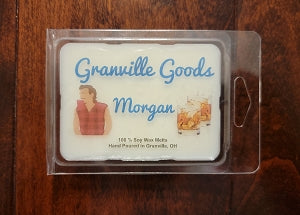 Granville Goods
Morgan
100 % Soy Wax Melts
Hand Poured in Granville, OH